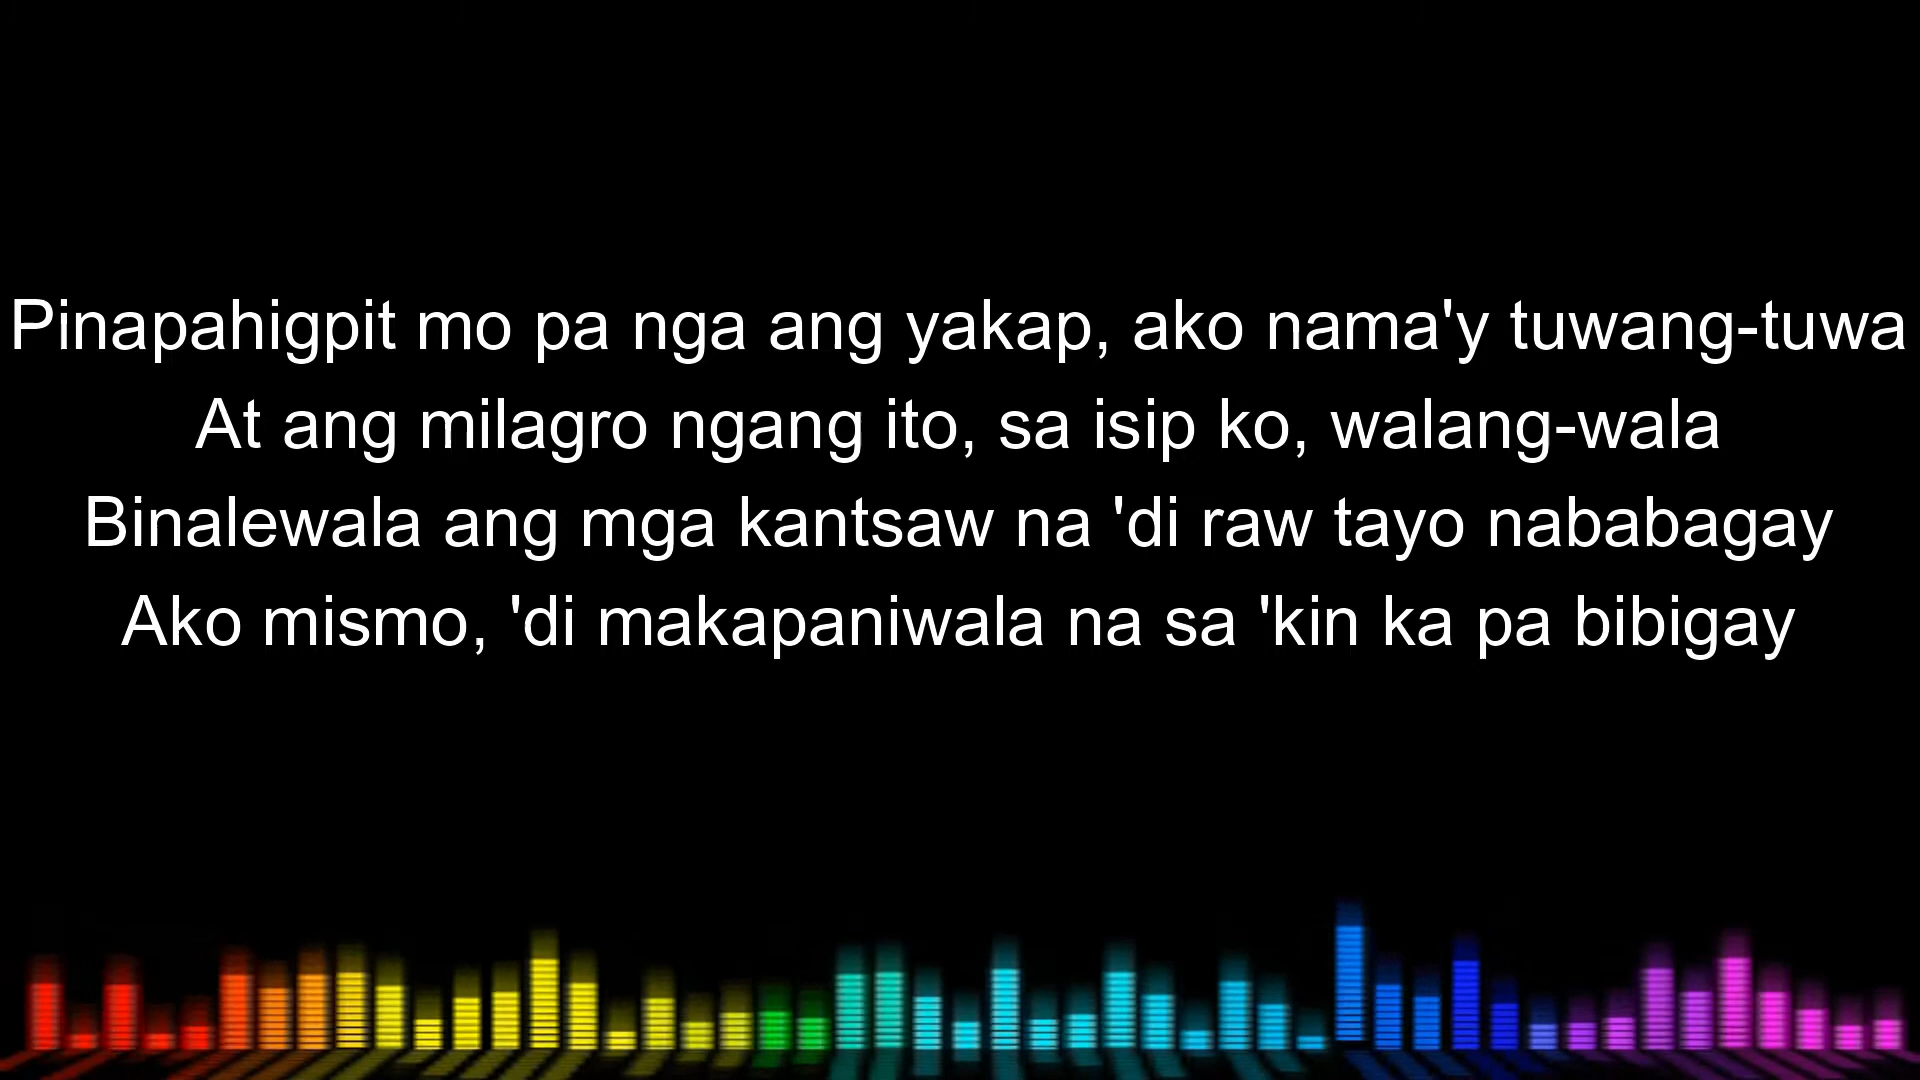 Pinapahigpit mo pa nga ang yakap, ako nama'y tuwang-tuwa
At ang milagro ngang ito, sa isip ko, walang-wala
Binalewala ang mga kantsaw na 'di raw tayo nababagay
Ako mismo, 'di makapaniwala na sa 'kin ka pa bibigay